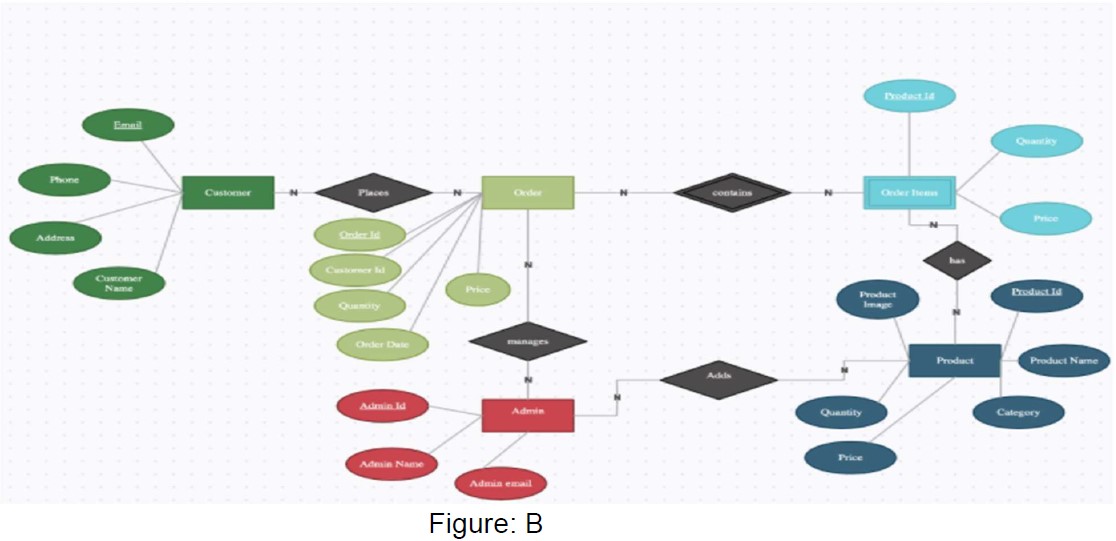 Product Id
Email
Quantity
Phone
Customer
N
Places
N
Order
N
contains
N
Order Items
Price
Address
Order Id
N
Customer Id
N
has
Customer
Name
Price
Product
Image
Product Id
Quantity
N
Order Date
manages
Product
Product Name
N
Adds
N
N
Admin Id
Admin
Quantity
Category
Admin Name
Price
Admin email
Figure: B